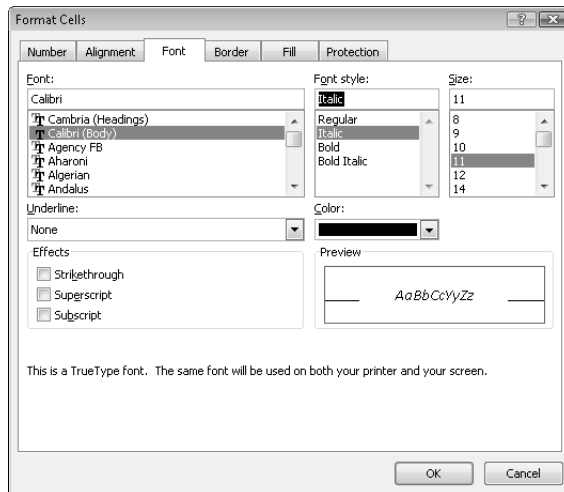 Format Cells
Number Alignment Font Border Fill Protection
Font: Font style: Size:
Calibri Italic 11
Cambria (Headings) Regular 8
Calibri (Body) Italic 9
Agency FB Bold 10
Aharoni Bold Italic 11
Algerian 12
Andalus 14
Underline: Color:
None
Effects Preview
Strikethrough
Superscript AaBbCcYyZz
Subscript
This is a TrueType font. The same font will be used on both your printer and your screen.
OK Cancel